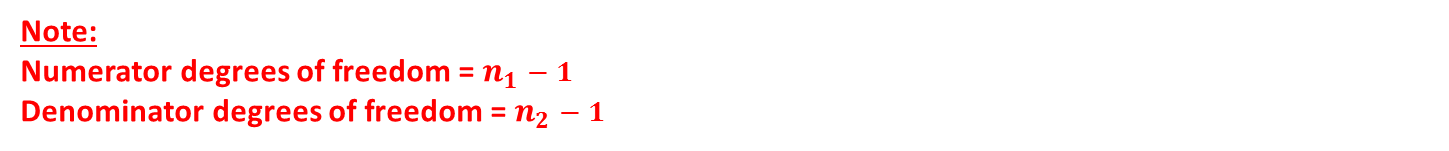 Note:
Numerator degrees of freedom = n₁ − 1
Denominator degrees of freedom = n₂ − 1